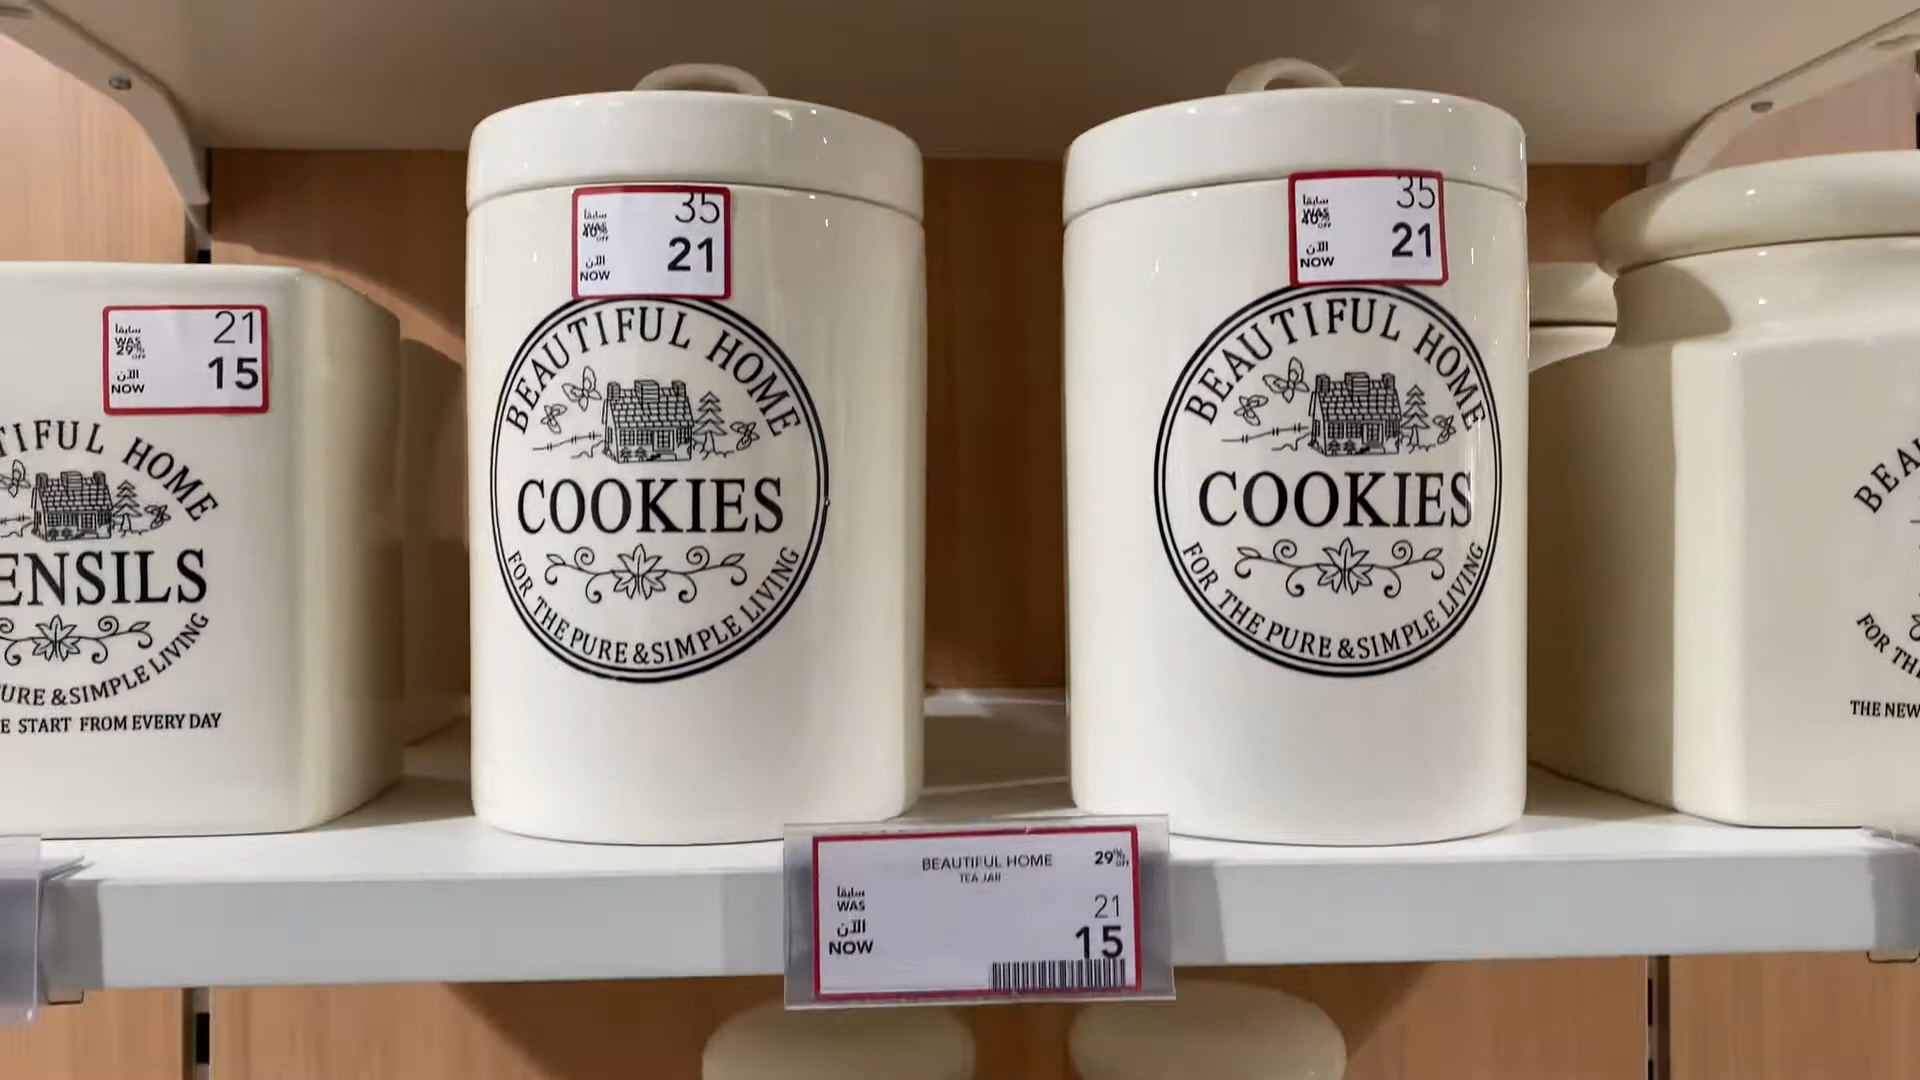 سابقاً 21
WAS
29% OFF
الآن 15
NOW
TIFUL HOME
ENSILS
URE & SIMPLE LIVING
E START FROM EVERY DAY
سابقاً 35
WAS
40% OFF
الآن 21
NOW
BEAUTIFUL HOME
COOKIES
FOR THE PURE & SIMPLE LIVING
سابقاً 35
WAS
40% OFF
الآن 21
NOW
BEAUTIFUL HOME
COOKIES
FOR THE PURE & SIMPLE LIVING
BEA
FOR TH
THE NEW
BEAUTIFUL HOME 29% OFF
TEA JAR
سابقاً
WAS 21
الآن
NOW 15